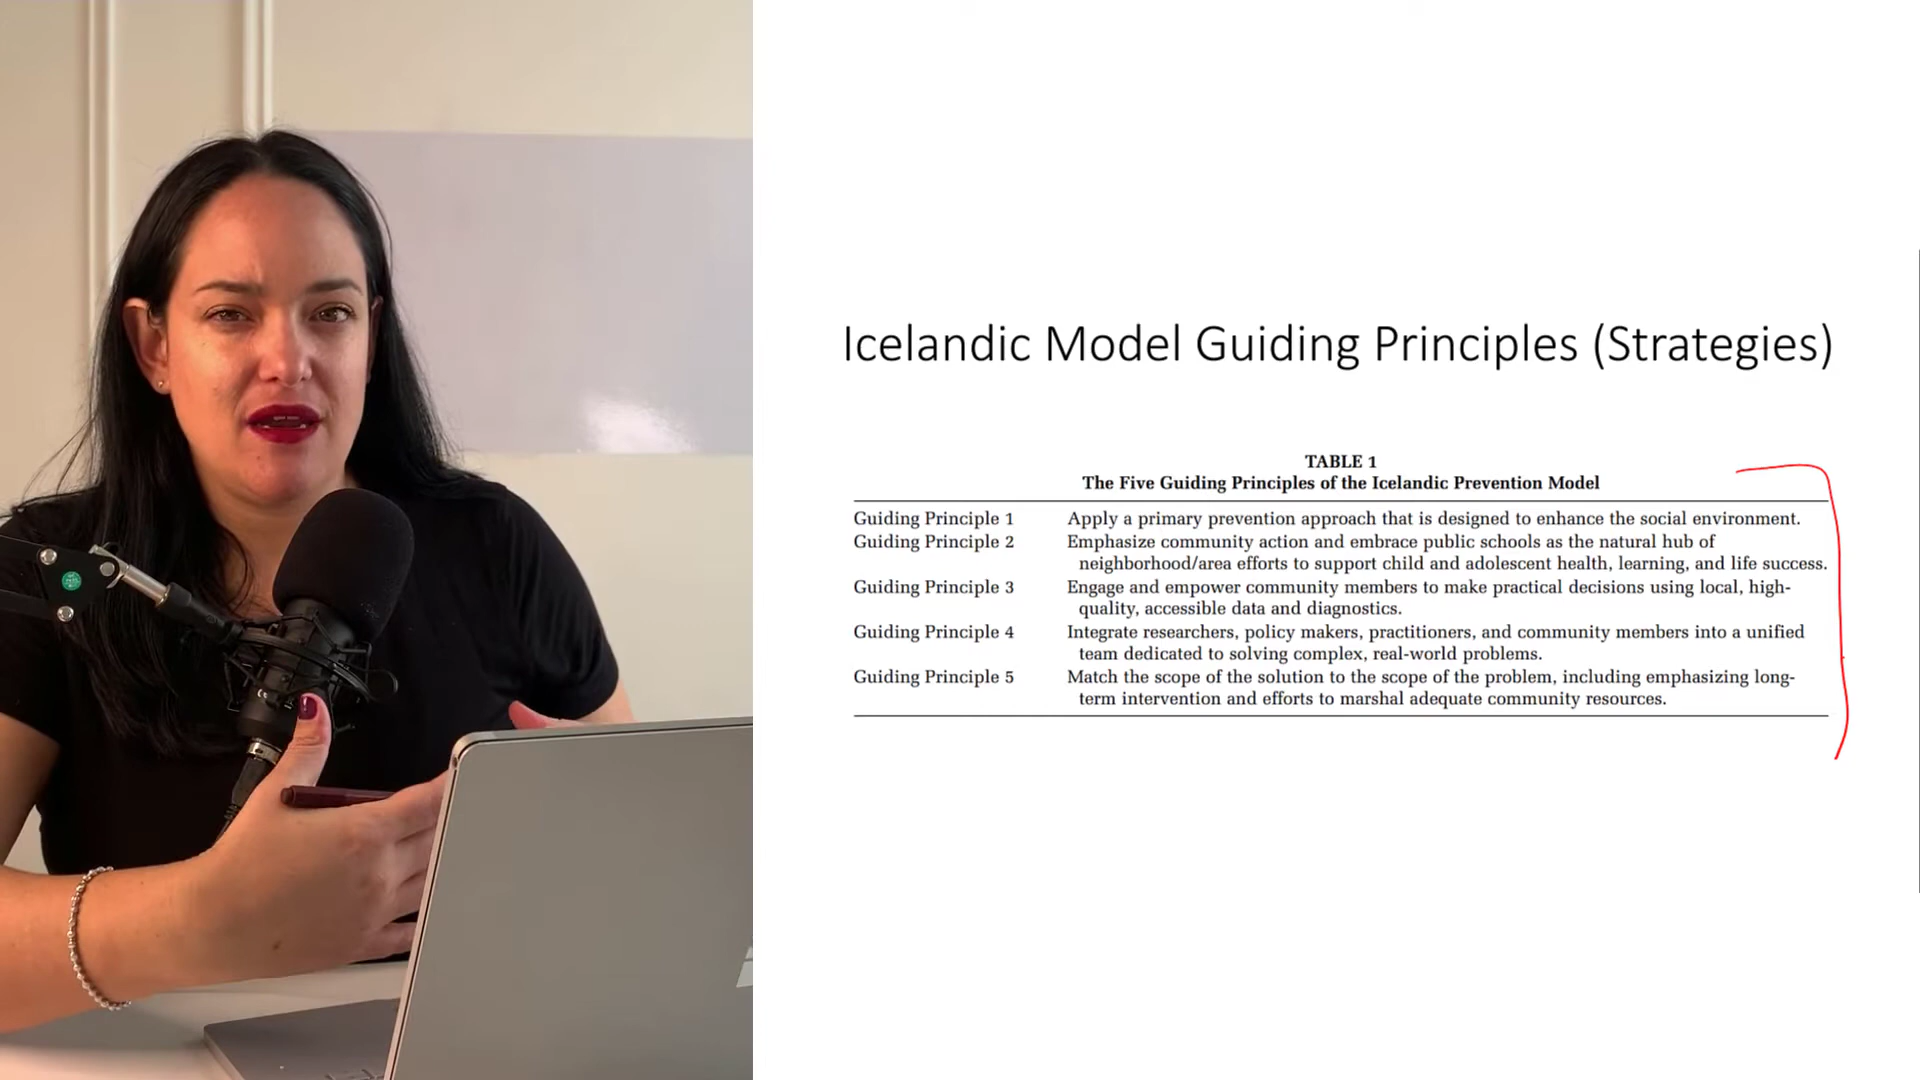 Icelandic Model Guiding Principles (Strategies)
TABLE 1
The Five Guiding Principles of the Icelandic Prevention Model
Guiding Principle 1 Apply a primary prevention approach that is designed to enhance the social environment.
Guiding Principle 2 Emphasize community action and embrace public schools as the natural hub of
neighborhood/area efforts to support child and adolescent health, learning, and life success.
Guiding Principle 3 Engage and empower community members to make practical decisions using local, high-
quality, accessible data and diagnostics.
Guiding Principle 4 Integrate researchers, policy makers, practitioners, and community members into a unified
team dedicated to solving complex, real-world problems.
Guiding Principle 5 Match the scope of the solution to the scope of the problem, including emphasizing long-
term intervention and efforts to marshal adequate community resources.